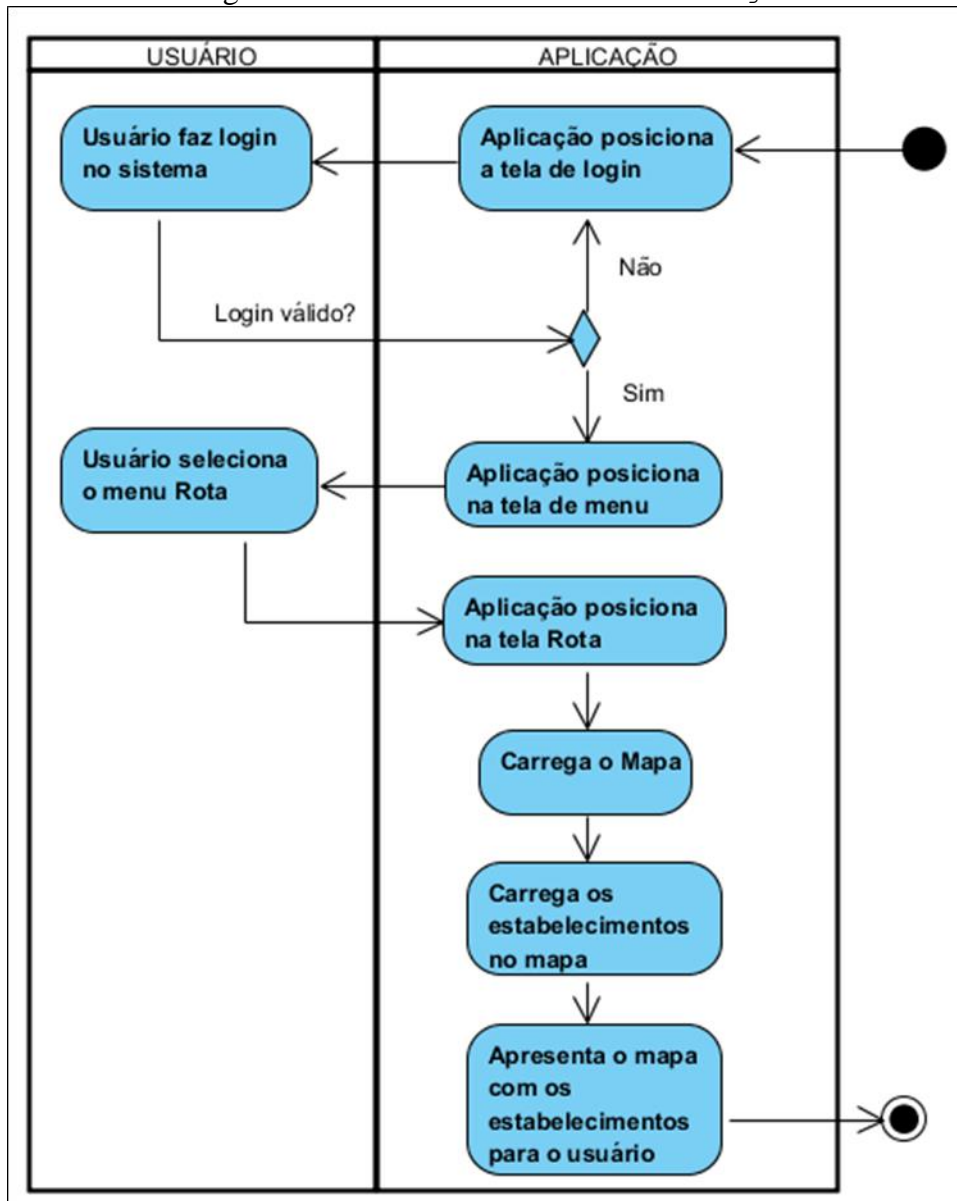 USUÁRIO
APLICAÇÃO
Usuário faz login
no sistema
Aplicação posiciona
a tela de login
Não
Login válido?
Sim
Usuário seleciona
o menu Rota
Aplicação posiciona
na tela de menu
Aplicação posiciona
na tela Rota
Carrega o Mapa
Carrega os
estabelecimentos
no mapa
Apresenta o mapa
com os
estabelecimentos
para o usuário